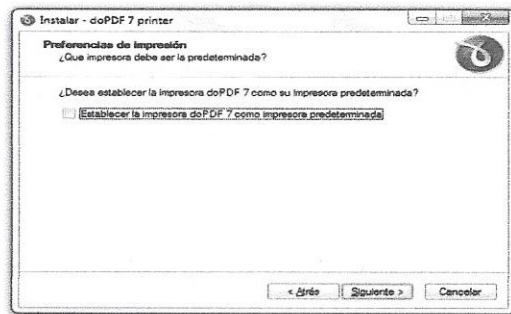 Instalar - doPDF 7 printer
Preferencias de impresión
¿Que impresora debe ser la predeterminada?
¿Desea establecer la impresora doPDF 7 como su impresora predeterminada?
Establecer la impresora doPDF 7 como impresora predeterminada
< Atrás
Siguiente >
Cancelar